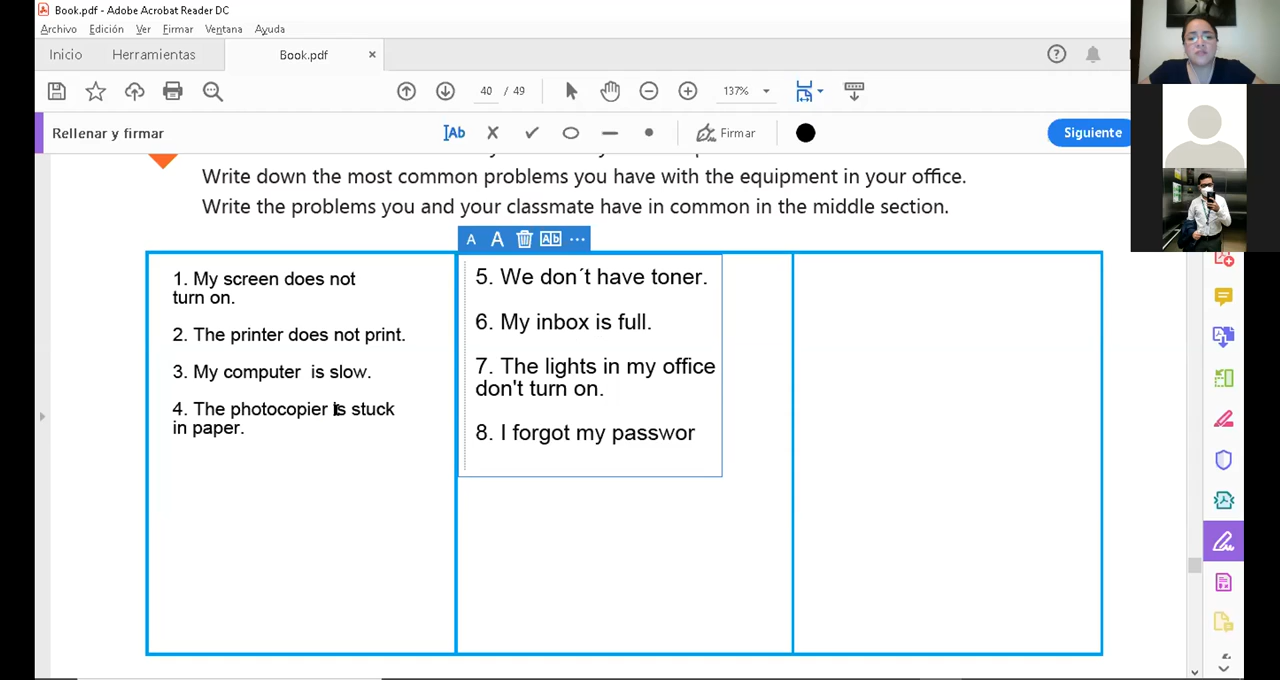 Book.pdf - Adobe Acrobat Reader DC
Archivo Edición Ver Firmar Ventana Ayuda
Inicio Herramientas Book.pdf ×
40 / 49 137%
Rellenar y firmar Firmar Siguiente
Write down the most common problems you have with the equipment in your office.
Write the problems you and your classmate have in common in the middle section.
1. My screen does not
turn on.
2. The printer does not print.
3. My computer is slow.
4. The photocopier is stuck
in paper.
5. We don´t have toner.
6. My inbox is full.
7. The lights in my office
don't turn on.
8. I forgot my passwor